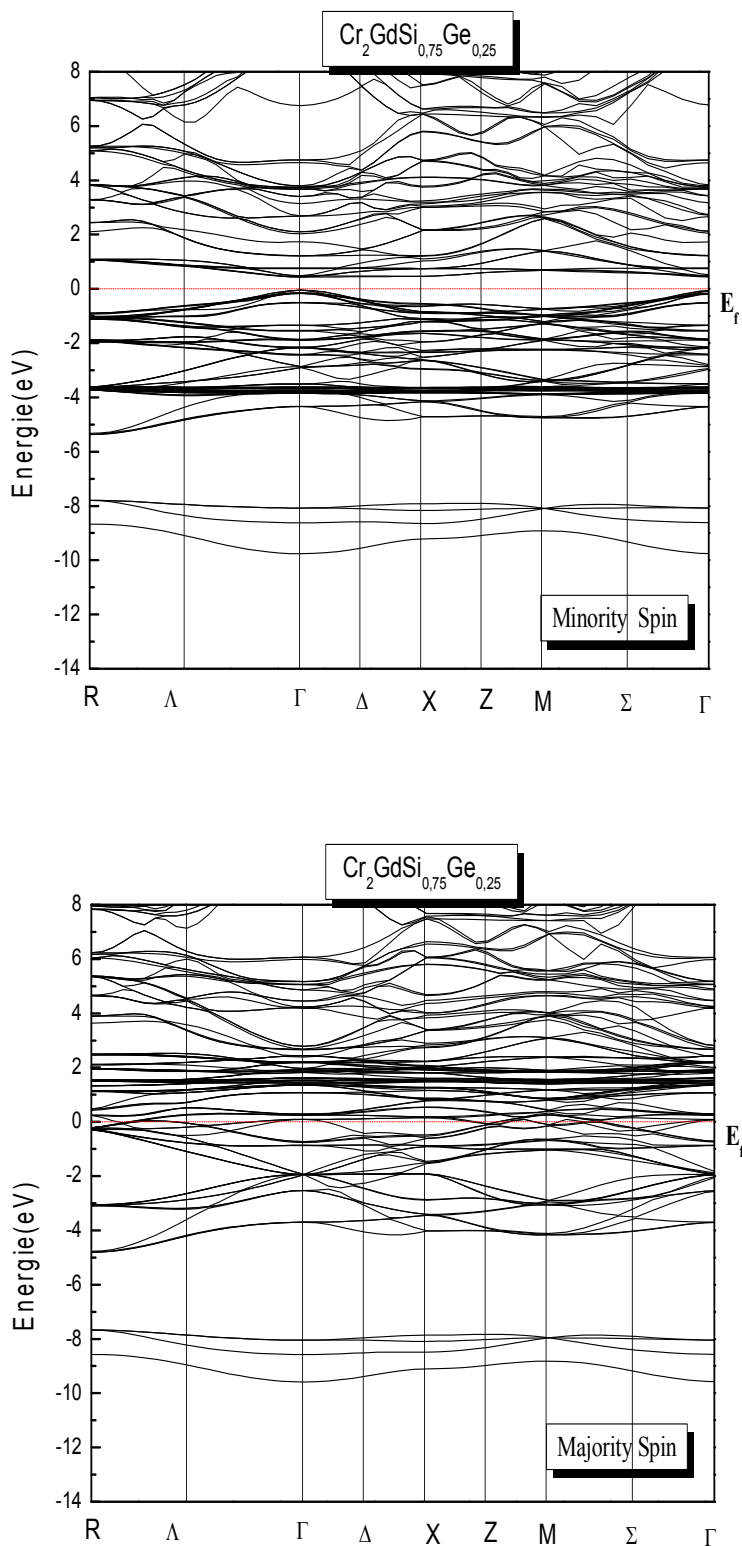 Cr₂GdSi₀,₇₅Ge₀,₂₅
8
6
4
2
0
-2
-4
-6
-8
-10
-12
-14
Energie(eV)
E_f
Minority Spin
R Λ Γ Δ X Z M Σ Γ
Cr₂GdSi₀,₇₅Ge₀,₂₅
8
6
4
2
0
-2
-4
-6
-8
-10
-12
-14
Energie(eV)
E_f
Majority Spin
R Λ Γ Δ X Z M Σ Γ